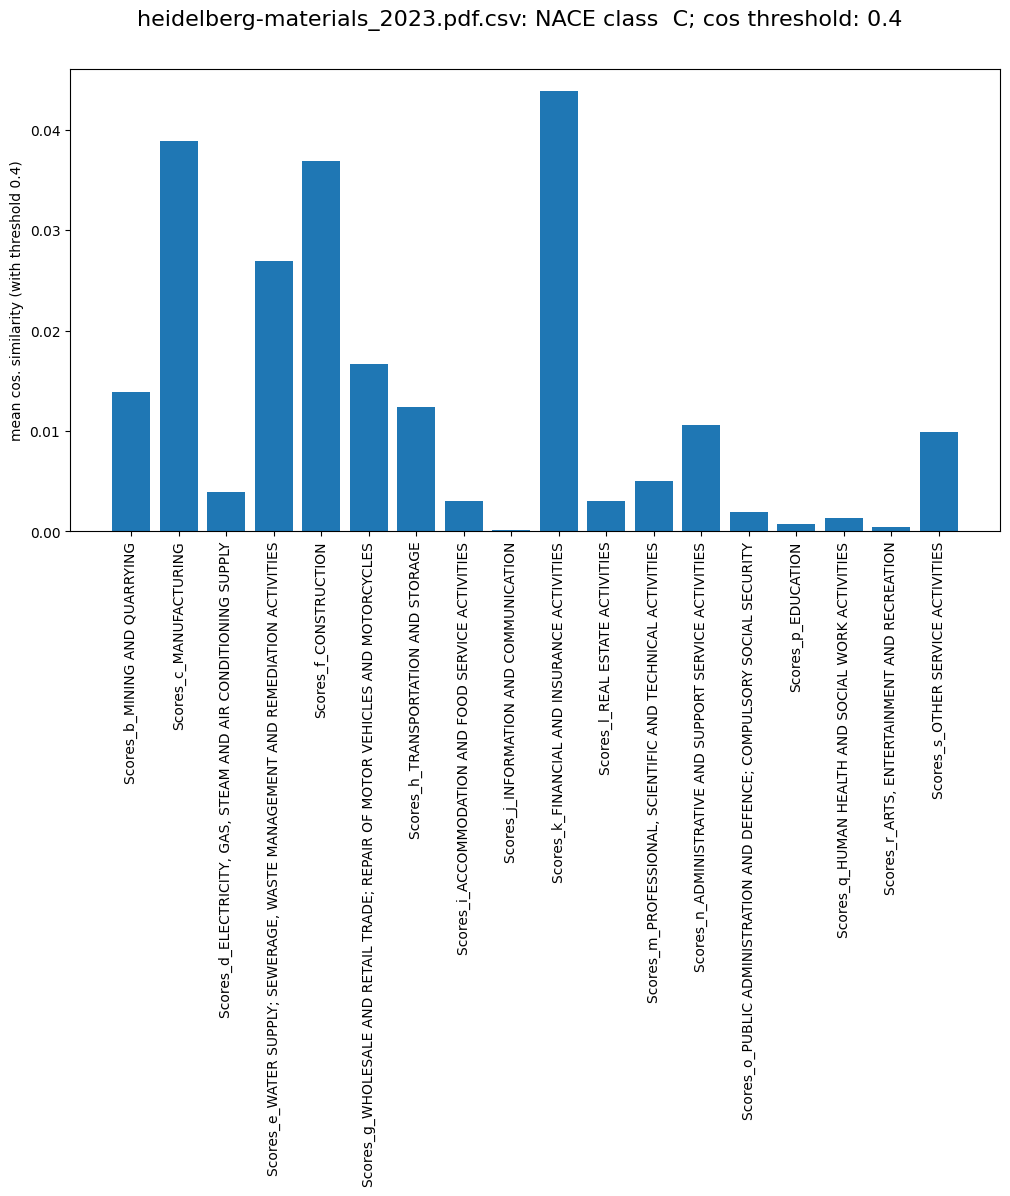 heidelberg-materials_2023.pdf.csv: NACE class  C; cos threshold: 0.4
mean cos. similarity (with threshold 0.4)
0.04
0.03
0.02
0.01
0.00
Scores_b_MINING AND QUARRYING
Scores_c_MANUFACTURING
Scores_d_ELECTRICITY, GAS, STEAM AND AIR CONDITIONING SUPPLY
Scores_e_WATER SUPPLY; SEWERAGE, WASTE MANAGEMENT AND REMEDIATION ACTIVITIES
Scores_f_CONSTRUCTION
Scores_g_WHOLESALE AND RETAIL TRADE; REPAIR OF MOTOR VEHICLES AND MOTORCYCLES
Scores_h_TRANSPORTATION AND STORAGE
Scores_i_ACCOMMODATION AND FOOD SERVICE ACTIVITIES
Scores_j_INFORMATION AND COMMUNICATION
Scores_k_FINANCIAL AND INSURANCE ACTIVITIES
Scores_l_REAL ESTATE ACTIVITIES
Scores_m_PROFESSIONAL, SCIENTIFIC AND TECHNICAL ACTIVITIES
Scores_n_ADMINISTRATIVE AND SUPPORT SERVICE ACTIVITIES
Scores_o_PUBLIC ADMINISTRATION AND DEFENCE; COMPULSORY SOCIAL SECURITY
Scores_p_EDUCATION
Scores_q_HUMAN HEALTH AND SOCIAL WORK ACTIVITIES
Scores_r_ARTS, ENTERTAINMENT AND RECREATION
Scores_s_OTHER SERVICE ACTIVITIES